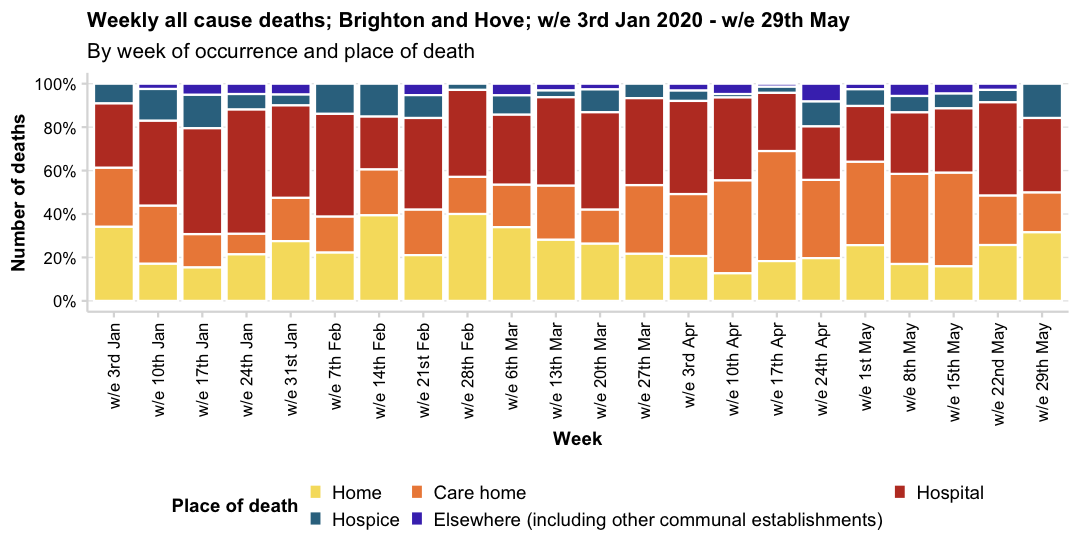 Weekly all cause deaths; Brighton and Hove; w/e 3rd Jan 2020 - w/e 29th May
By week of occurrence and place of death
Number of deaths
100%
80%
60%
40%
20%
0%
w/e 3rd Jan
w/e 10th Jan
w/e 17th Jan
w/e 24th Jan
w/e 31st Jan
w/e 7th Feb
w/e 14th Feb
w/e 21st Feb
w/e 28th Feb
w/e 6th Mar
w/e 13th Mar
w/e 20th Mar
w/e 27th Mar
w/e 3rd Apr
w/e 10th Apr
w/e 17th Apr
w/e 24th Apr
w/e 1st May
w/e 8th May
w/e 15th May
w/e 22nd May
w/e 29th May
Week
Place of death
Home
Care home
Hospital
Hospice
Elsewhere (including other communal establishments)